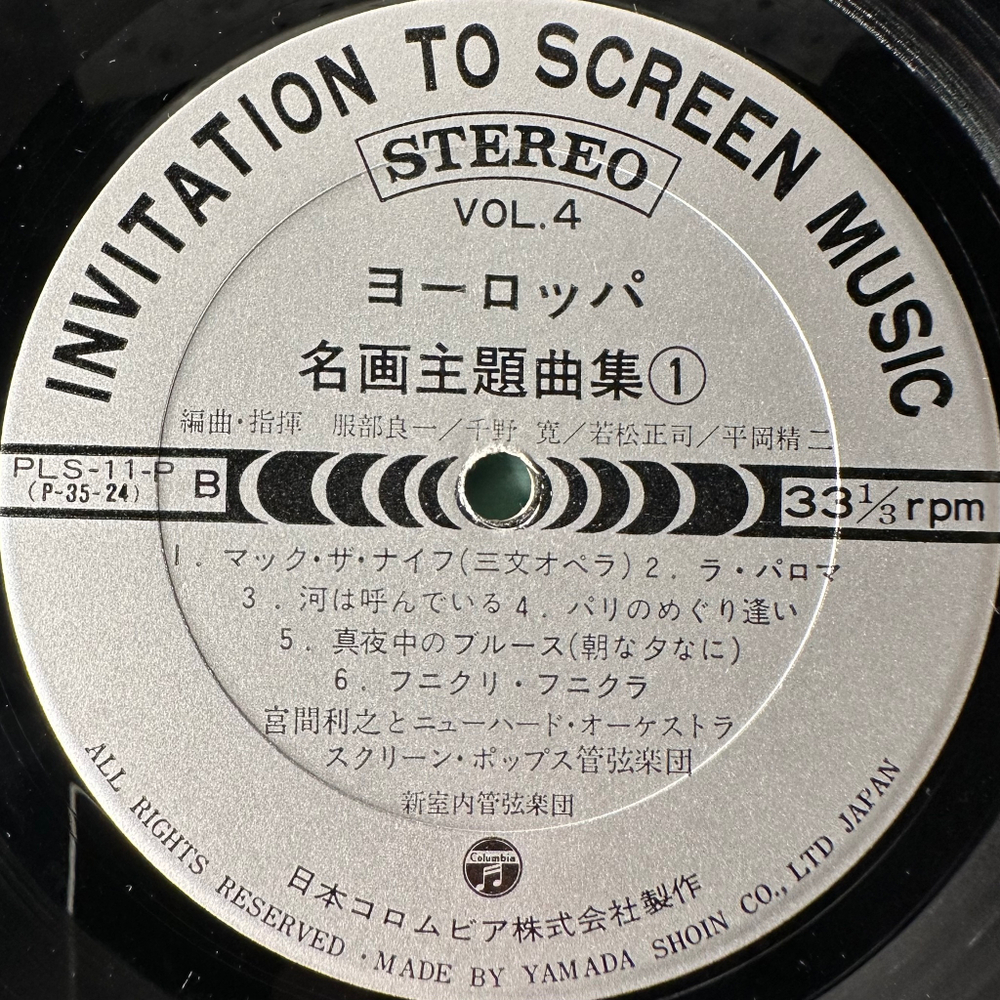 INVITATION TO SCREEN MUSIC
STEREO
VOL.4
ヨーロッパ
名画主題曲集①
編曲・指揮 服部良一／千野 寛／若松正司／平岡精二
PLS-11-P
(P-35-24)
B
33⅓rpm
1. マック・ザ・ナイフ(三文オペラ) 2. ラ・パロマ
3. 河は呼んでいる 4. パリのめぐり逢い
5. 真夜中のブルース(朝な夕なに)
6. フニクリ・フニクラ
宮間利之とニューハード・オーケストラ
スクリーン・ポップス管弦楽団
新室内管弦楽団
Columbia
日本コロムビア株式会社製作
ALL RIGHTS RESERVED・MADE BY YAMADA SHOIN CO., LTD JAPAN